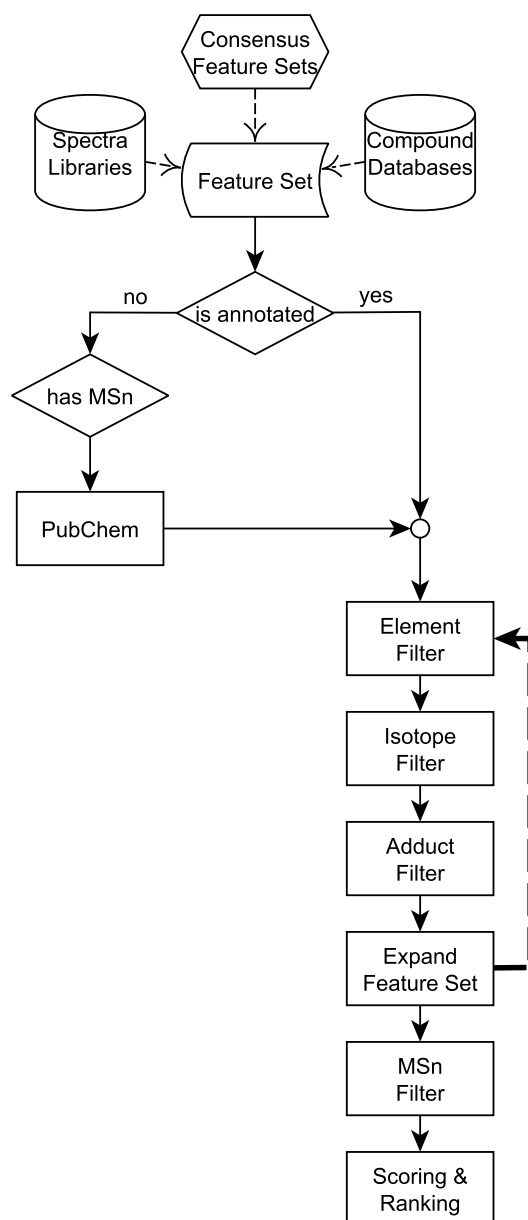 Consensus
Feature Sets
Spectra
Libraries
Feature Set
Compound
Databases
no
is annotated
yes
has MSn
PubChem
Element
Filter
Isotope
Filter
Adduct
Filter
Expand
Feature Set
MSn
Filter
Scoring &
Ranking